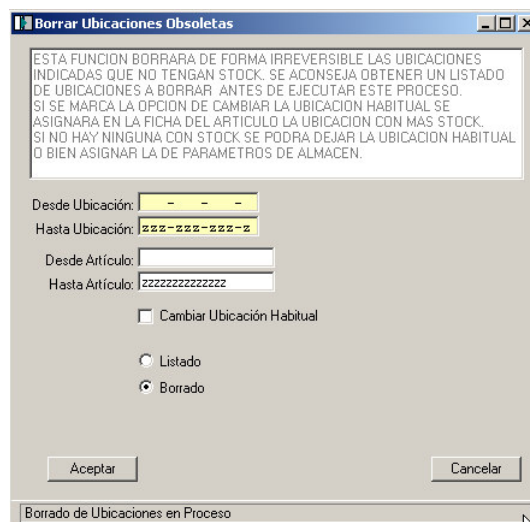 Borrar Ubicaciones Obsoletas
ESTA FUNCION BORRARA DE FORMA IRREVERSIBLE LAS UBICACIONES
INDICADAS QUE NO TENGAN STOCK. SE ACONSEJA OBTENER UN LISTADO
DE UBICACIONES A BORRAR ANTES DE EJECUTAR ESTE PROCESO.
SI SE MARCA LA OPCION DE CAMBIAR LA UBICACION HABITUAL SE
ASIGNARA EN LA FICHA DEL ARTICULO LA UBICACION CON MAS STOCK.
SI NO HAY NINGUNA CON STOCK SE PODRA DEJAR LA UBICACION HABITUAL
O BIEN ASIGNAR LA DE PARAMETROS DE ALMACEN.
Desde Ubicación: - - -
Hasta Ubicación: zzz-zzz-zzz-z
Desde Artículo:
Hasta Artículo: zzzzzzzzzzzzzzz
Cambiar Ubicación Habitual
Listado
Borrado
Aceptar Cancelar
Borrado de Ubicaciones en Proceso